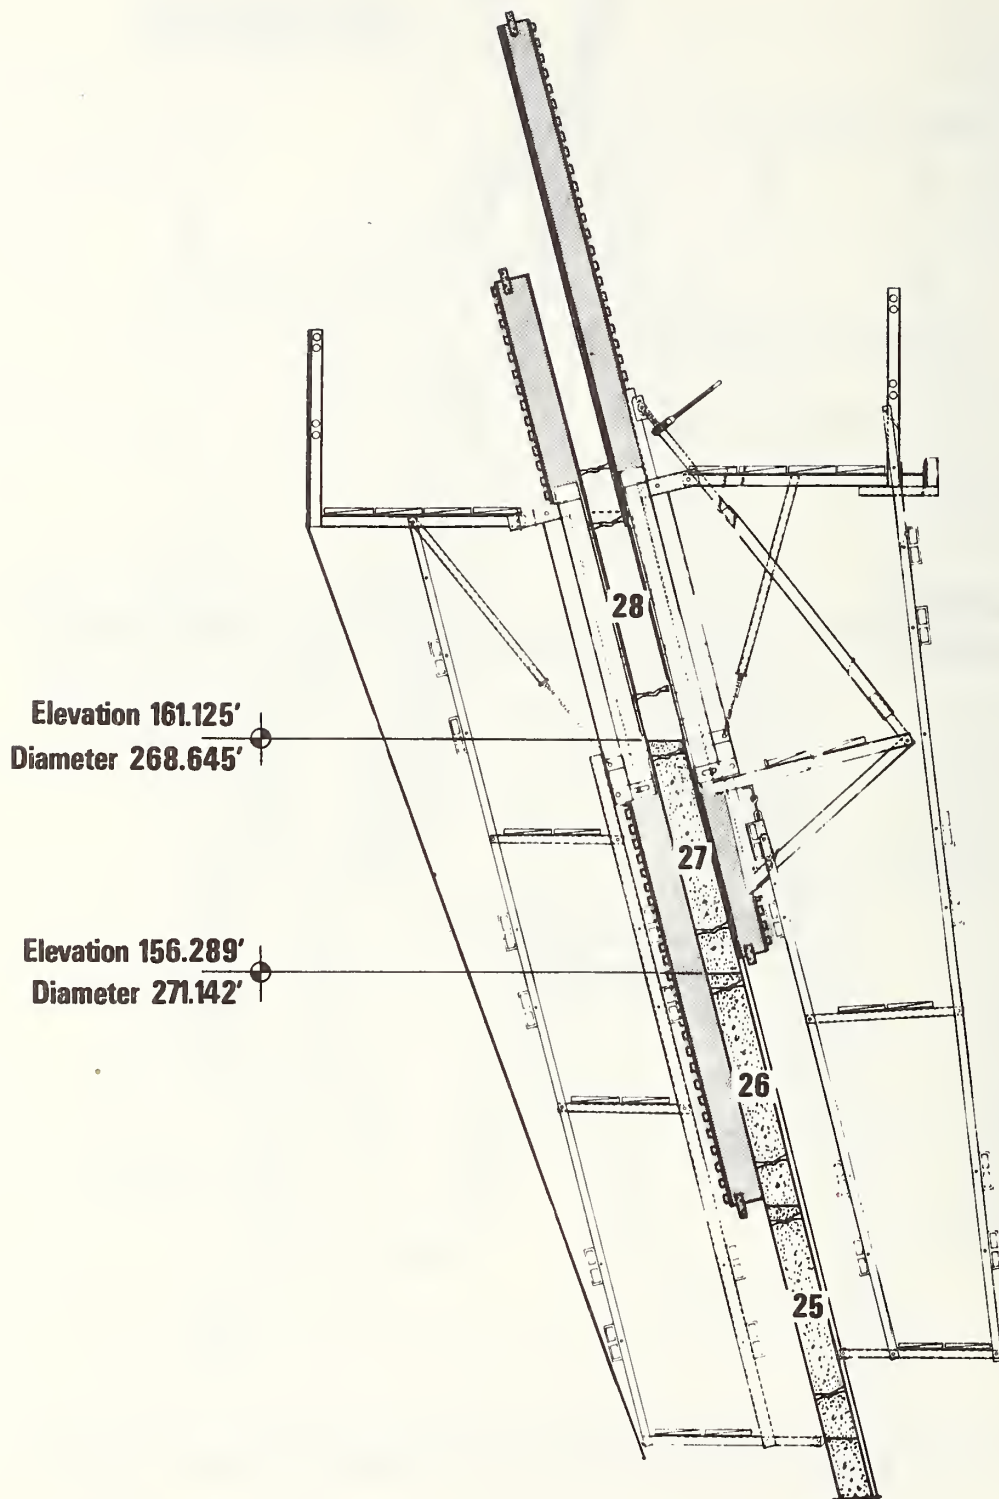 28
Elevation 161.125'
Diameter 268.645'
27
Elevation 156.289'
Diameter 271.142'
26
25